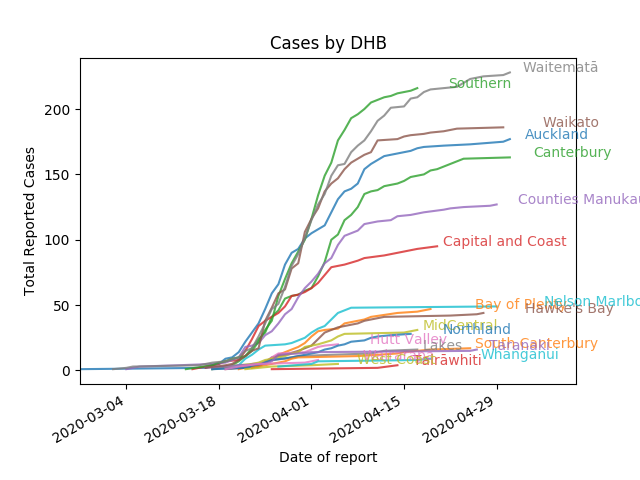 Cases by DHB
Total Reported Cases
200
150
100
50
0
Waitematā
Southern
Waikato
Auckland
Canterbury
Counties Manukau
Capital and Coast
Nelson Marlbo
Bay of Plenty
Hawke's Bay
MidCentral
Northland
Hutt Valley
South Canterbury
Taranaki
Lakes
Whanganui
West Coast
Tairāwhiti
2020-03-04
2020-03-18
2020-04-01
2020-04-15
2020-04-29
Date of report